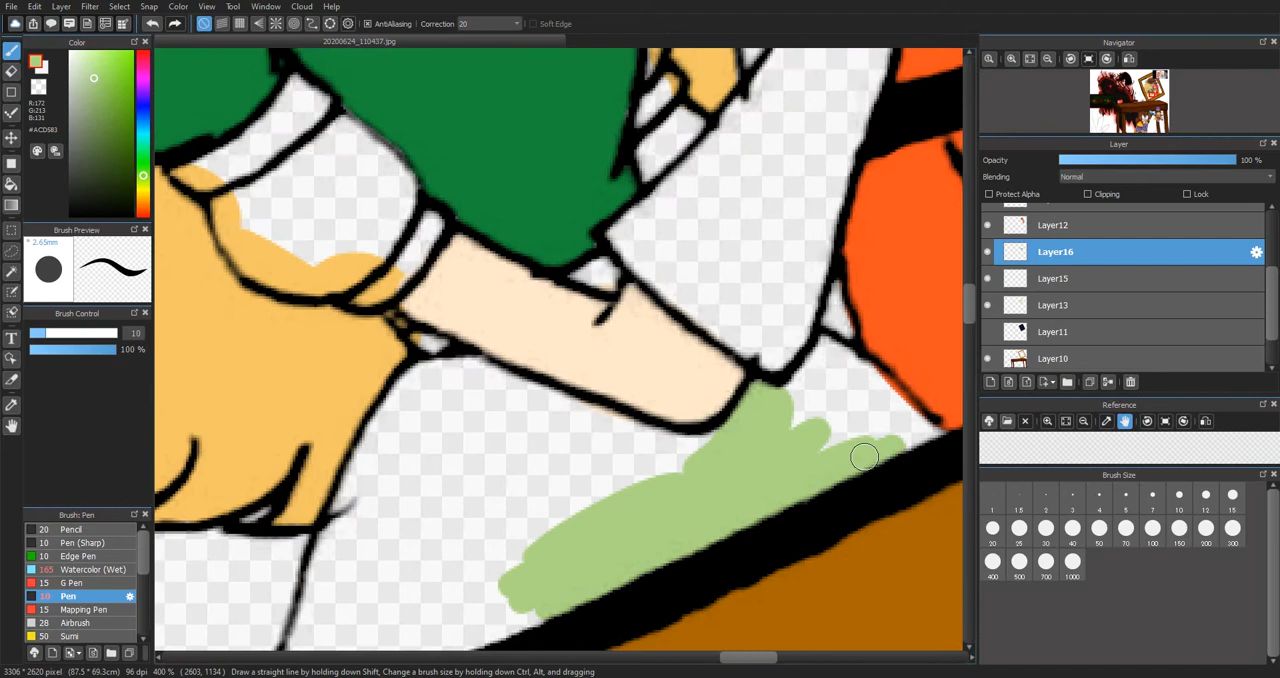 File Edit Layer Filter Select Snap Color View Tool Window Cloud Help
AntiAliasing Correction 20 Soft Edge
20200624_110437.jpg
Color
R:172
G:213
B:131
#ACD583
Brush Preview
* 2.65mm
Brush Control
10
100 %
Brush: Pen
20 Pencil
10 Pen (Sharp)
10 Edge Pen
165 Watercolor (Wet)
15 G Pen
10 Pen
15 Mapping Pen
28 Airbrush
50 Sumi
Navigator
Layer
Opacity 100 %
Blending Normal
Protect Alpha Clipping Lock
Layer12
Layer16
Layer15
Layer13
Layer11
Layer10
Reference
Brush Size
1 1.5 2 3 4 5 7 10 12 15
20 25 30 40 50 70 100 150 200 300
400 500 700 1000
3306 * 2620 pixel (87.5 * 69.3cm) 96 dpi 400 % ( 2603, 1134 ) Draw a straight line by holding down Shift, Change a brush size by holding down Ctrl, Alt, and dragging